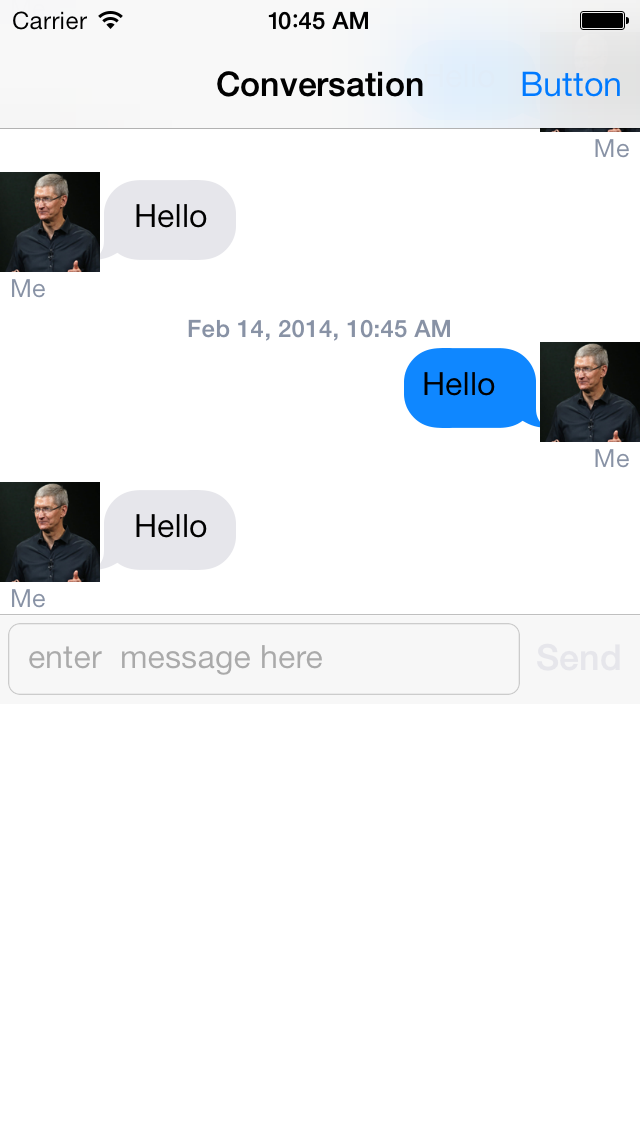 Carrier 10:45 AM
Conversation Button
Me
Hello
Me
Feb 14, 2014, 10:45 AM
Hello
Me
Hello
Me
enter  message here Send